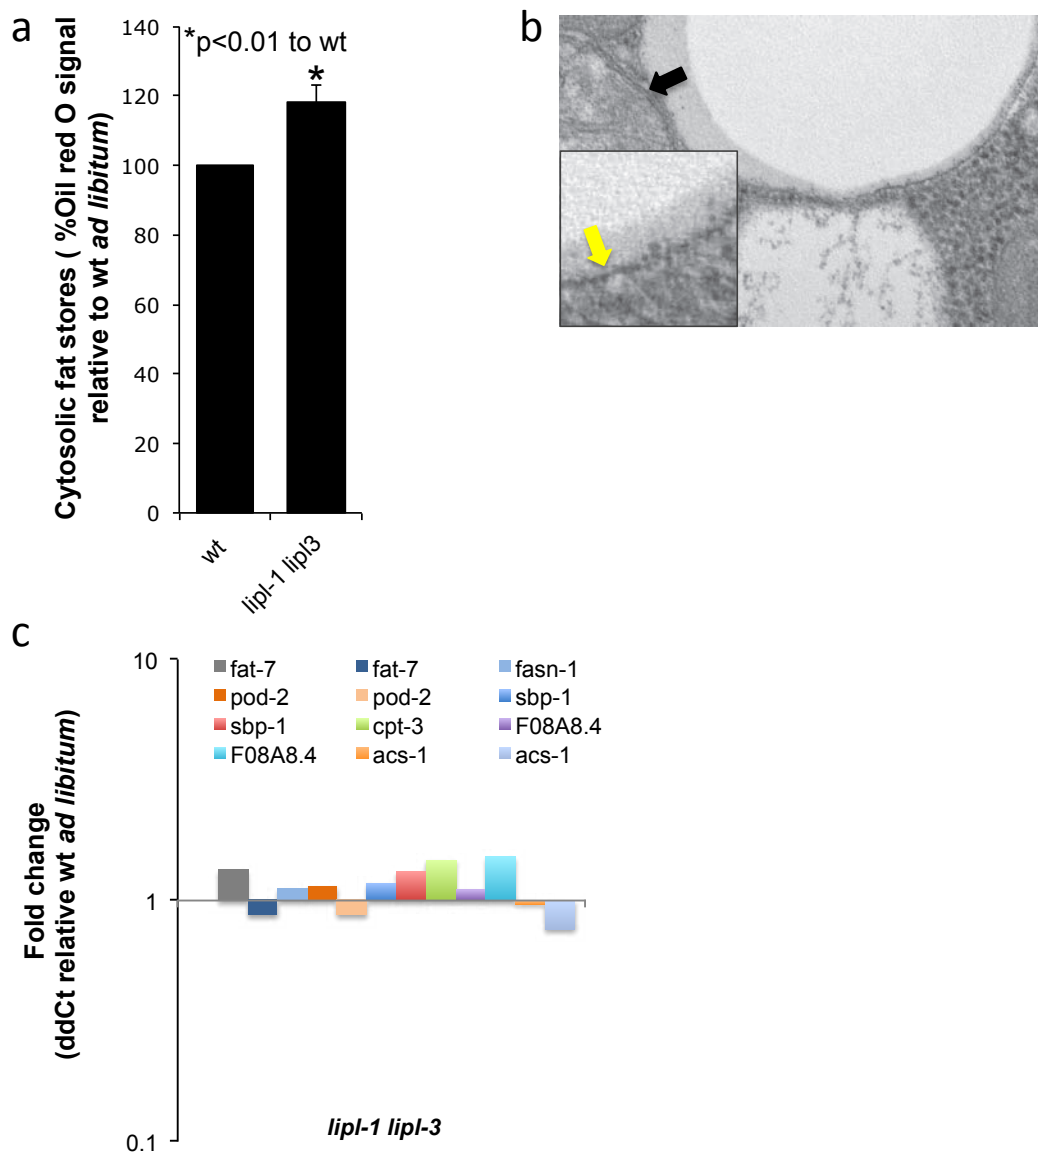 a
Cytosolic fat stores ( %Oil red O signal
relative to wt ad libitum)
140
120
100
80
60
40
20
0
*p<0.01 to wt
*
wt
lipl-1 lipl3
b
c
Fold change
(ddCt relative wt ad libitum)
10
1
0.1
fat-7 fat-7 fasn-1
pod-2 pod-2 sbp-1
sbp-1 cpt-3 F08A8.4
F08A8.4 acs-1 acs-1
lipl-1 lipl-3